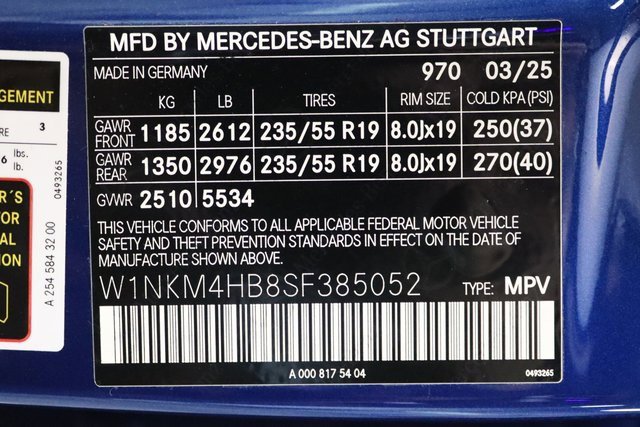 MFD BY MERCEDES-BENZ AG STUTTGART
MADE IN GERMANY 970 03/25
KG LB TIRES RIM SIZE COLD KPA (PSI)
GAWR FRONT 1185 2612 235/55 R19 8.0Jx19 250(37)
GAWR REAR 1350 2976 235/55 R19 8.0Jx19 270(40)
GVWR 2510 5534
THIS VEHICLE CONFORMS TO ALL APPLICABLE FEDERAL MOTOR VEHICLE
SAFETY AND THEFT PREVENTION STANDARDS IN EFFECT ON THE DATE OF
MANUFACTURE SHOWN ABOVE.
W1NKM4HB8SF385052 TYPE: MPV
A 000 817 54 04
0493265
GEMENT
3
lbs.
lb.
0493265
A 254 584 32 00